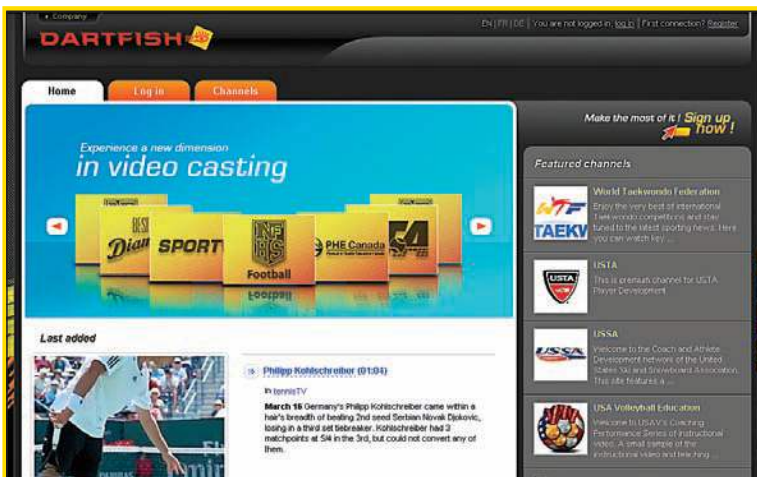 Company
DARTFISH
EN | FR | DE | You are not logged in, log in | First connection? Register
Home
Log in
Channels
Make the most of it ! Sign up
now !
Experience a new dimension
in video casting
Diam
SPORT
NFHS
Football
PHE Canada
54
Featured channels
World Taekwondo Federation
Enjoy the very best of international
Taekwondo competitions and stay
tuned to the latest sporting news. Here
you can watch key ...
WTF
TAEKW
USTA
This is premium channel for USTA
Player Development
USTA
USSA
Welcome to the Coach and Athlete
Development network of the United
States Ski and Snowboard Association.
This site features a ...
USSA
USA Volleyball Education
Welcome to USAV's Coaching
Performance Series of instructional
video. A small sample of the
instructional video and teaching ...
Last added
Philipp Kohlschreiber (01:04)
in tennisTV
March 16 Germany's Philipp Kohlschreiber came within a
hair's breadth of beating 2nd seed Serbian Novak Djokovic,
losing in a third set tiebreaker. Kohlschreiber had 3
matchpoints at 5/4 in the 3rd, but could not convert any of
them.